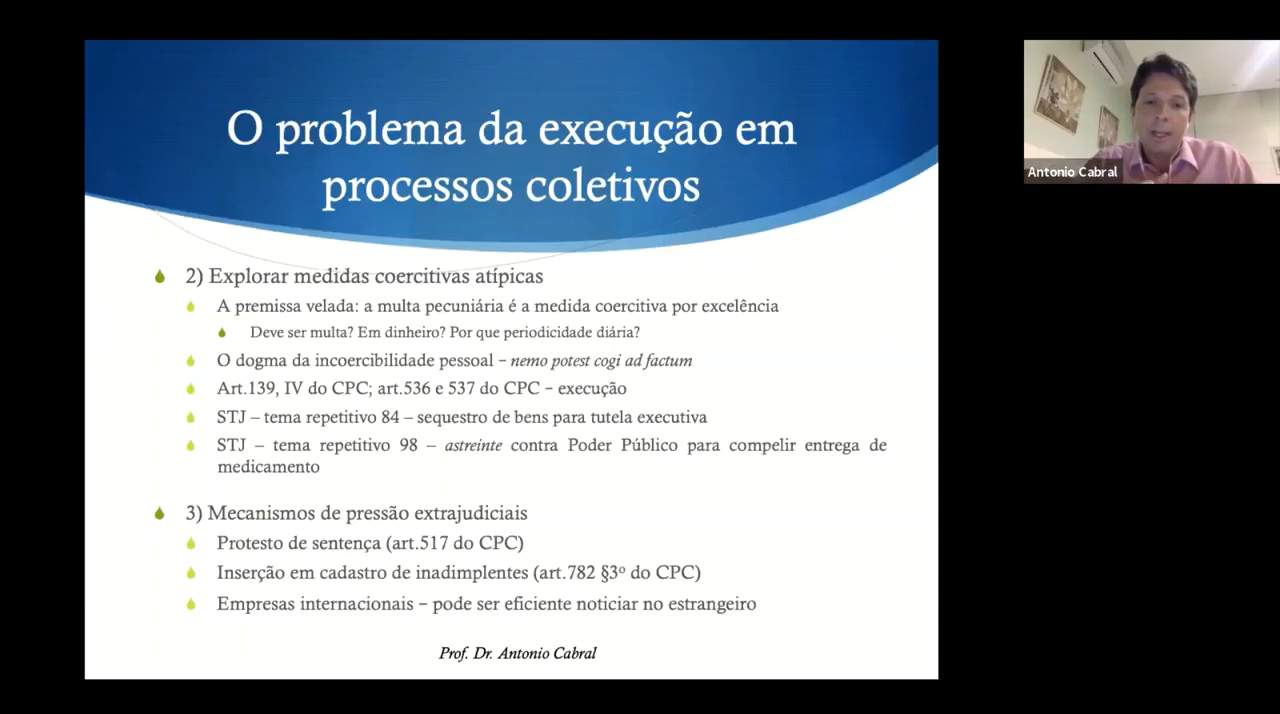 O problema da execução em
processos coletivos
2) Explorar medidas coercitivas atípicas
A premissa velada: a multa pecuniária é a medida coercitiva por excelência
Deve ser multa? Em dinheiro? Por que periodicidade diária?
O dogma da incoercibilidade pessoal – nemo potest cogi ad factum
Art.139, IV do CPC; art.536 e 537 do CPC – execução
STJ – tema repetitivo 84 – sequestro de bens para tutela executiva
STJ – tema repetitivo 98 – astreinte contra Poder Público para compelir entrega de
medicamento
3) Mecanismos de pressão extrajudiciais
Protesto de sentença (art.517 do CPC)
Inserção em cadastro de inadimplentes (art.782 §3º do CPC)
Empresas internacionais – pode ser eficiente noticiar no estrangeiro
Prof. Dr. Antonio Cabral
Antonio Cabral